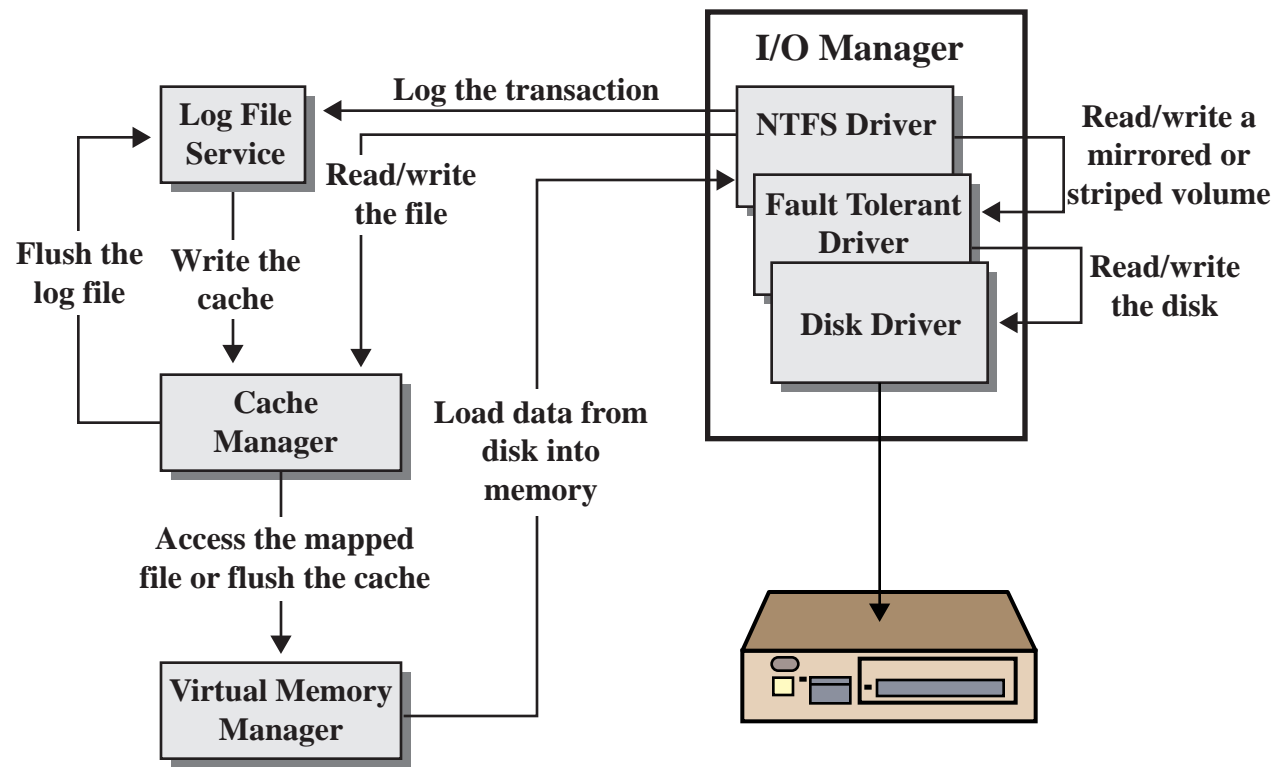 I/O Manager
Log the transaction
Log File
Service
NTFS Driver
Read/write a
mirrored or
striped volume
Read/write
the file
Fault Tolerant
Driver
Flush the
log file
Write the
cache
Read/write
the disk
Disk Driver
Cache
Manager
Load data from
disk into
memory
Access the mapped
file or flush the cache
Virtual Memory
Manager